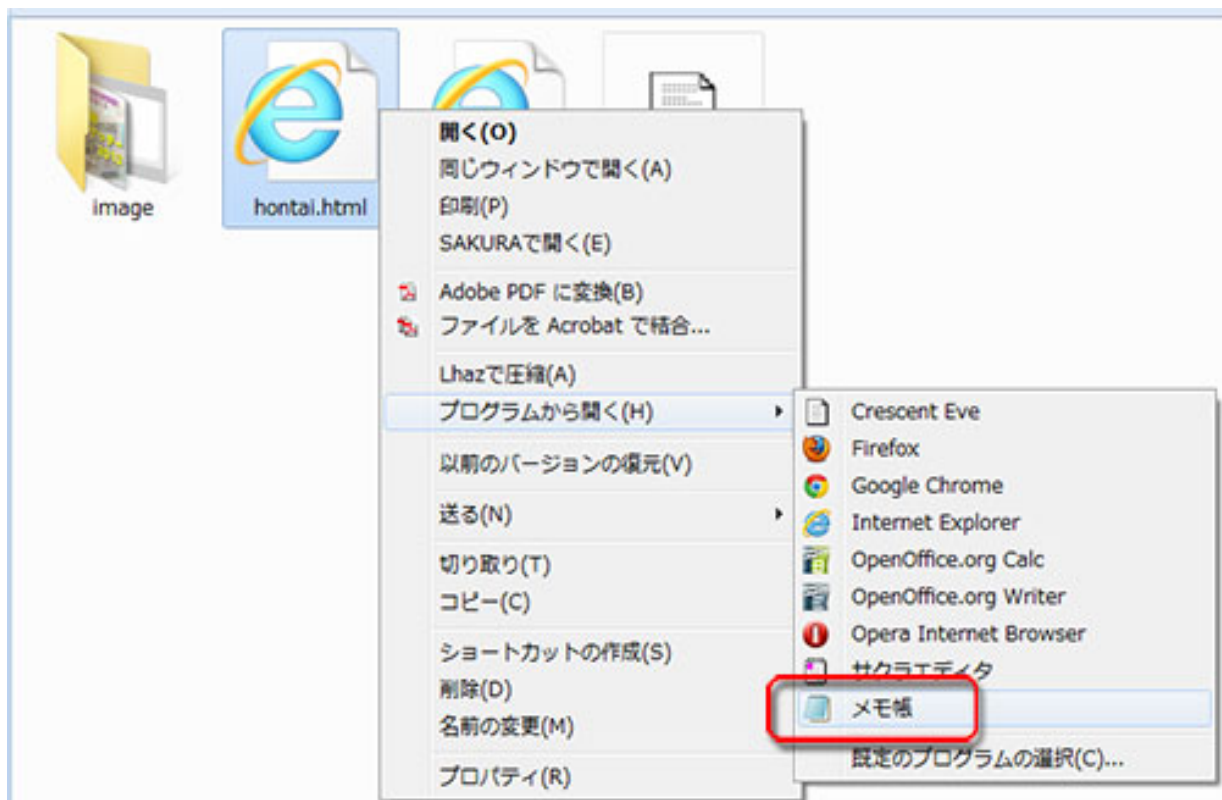 image
hontai.html
開く(O)
同じウィンドウで開く(A)
印刷(P)
SAKURAで開く(E)
Adobe PDF に変換(B)
ファイルを Acrobat で結合...
Lhazで圧縮(A)
プログラムから開く(H)
以前のバージョンの復元(V)
送る(N)
切り取り(T)
コピー(C)
ショートカットの作成(S)
削除(D)
名前の変更(M)
プロパティ(R)
Crescent Eve
Firefox
Google Chrome
Internet Explorer
OpenOffice.org Calc
OpenOffice.org Writer
Opera Internet Browser
サクラエディタ
メモ帳
既定のプログラムの選択(C)...